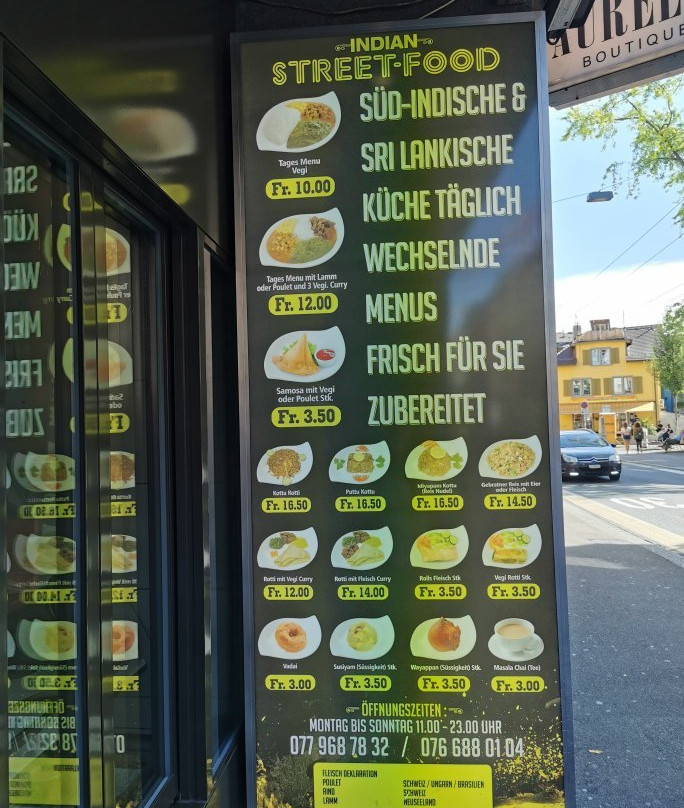 AUREL
BOUTIQUE
INDIAN
STREET-FOOD
SÜD-INDISCHE &
SRI LANKISCHE
KÜCHE TÄGLICH
WECHSELNDE
MENUS
FRISCH FÜR SIE
ZUBEREITET
Tages Menu
Vegi
Fr. 10.00
Tages Menu mit Lamm
oder Poulet und 3 Vegi. Curry
Fr. 12.00
Samosa mit Vegi
oder Poulet Stk.
Fr. 3.50
Kottu Rotti
Fr. 16.50
Puttu Kottu
Fr. 16.50
Idiyapam Kottu
(Reis Nudel)
Fr. 16.50
Gebratner Reis mit Eier
oder Fleisch
Fr. 14.50
Rotti mit Vegi Curry
Fr. 12.00
Rotti mit Fleisch Curry
Fr. 14.00
Rolls Fleisch Stk.
Fr. 3.50
Vegi Rotti Stk.
Fr. 3.50
Vadai
Fr. 3.00
Susiyam (Süssigkeit) Stk.
Fr. 3.50
Wayappan (Süssigkeit) Stk.
Fr. 3.50
Masala Chai (Tee)
Fr. 3.00
ÖFFNUNGSZEITEN :
MONTAG BIS SONNTAG 11.00 - 23.00 UHR
077 968 78 32 / 076 688 01 04
FLEISCH DEKLARATION
POULET SCHWEIZ / UNGARN / BRASILIEN
RIND SCHWEIZ
LAMM NEUSEELAND